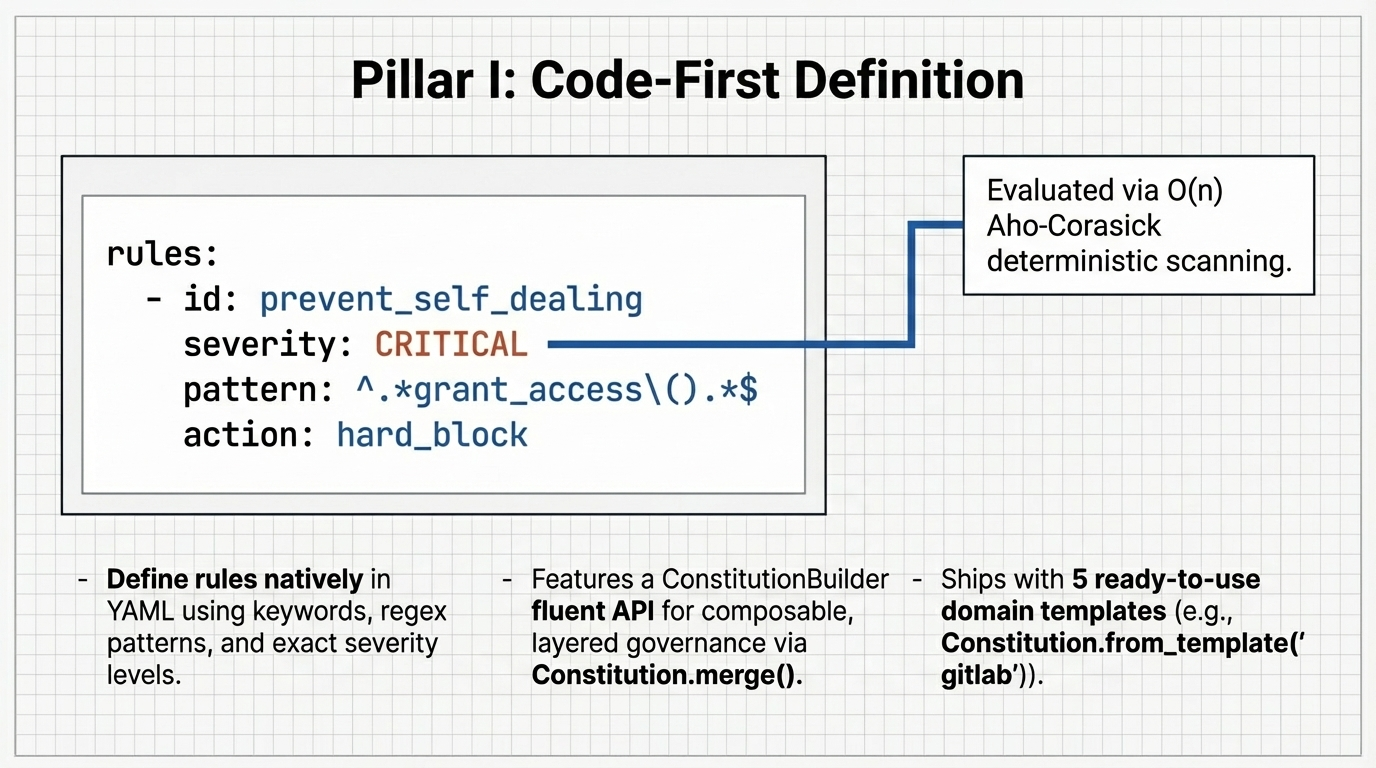 Pillar I: Code-First Definition
rules:
  - id: prevent_self_dealing
    severity: CRITICAL
    pattern: ^.*grant_access\().*$
    action: hard_block
Evaluated via O(n)
Aho-Corasick
deterministic scanning.
- Define rules natively in
YAML using keywords, regex
patterns, and exact severity
levels.
- Features a ConstitutionBuilder
fluent API for composable,
layered governance via
Constitution.merge().
- Ships with 5 ready-to-use
domain templates (e.g.,
Constitution.from_template(‘
gitlab’)).